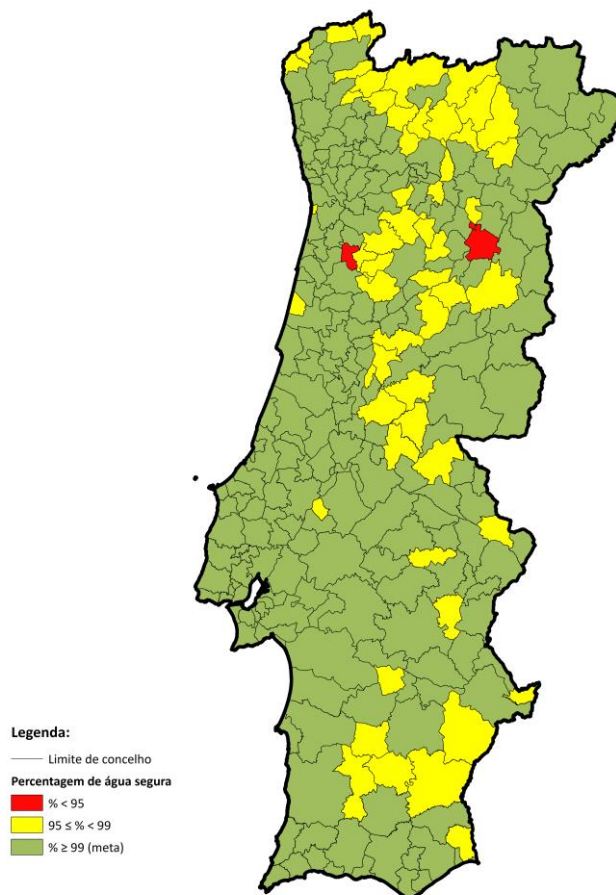 Legenda:
Limite de concelho
Percentagem de água segura
% < 95
95 ≤ % < 99
% ≥ 99 (meta)